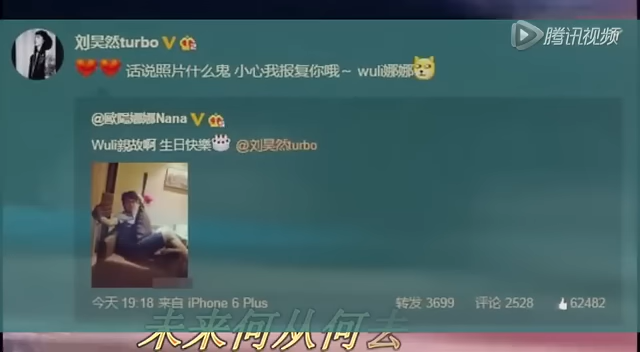 腾讯视频
刘昊然turbo
话说照片什么鬼 小心我报复你哦～ wuli娜娜
@歐陽娜娜Nana
Wuli親故啊 生日快樂 @刘昊然turbo
今天 19:18 来自 iPhone 6 Plus 转发 3699 评论 2528 62482
未来何从何去